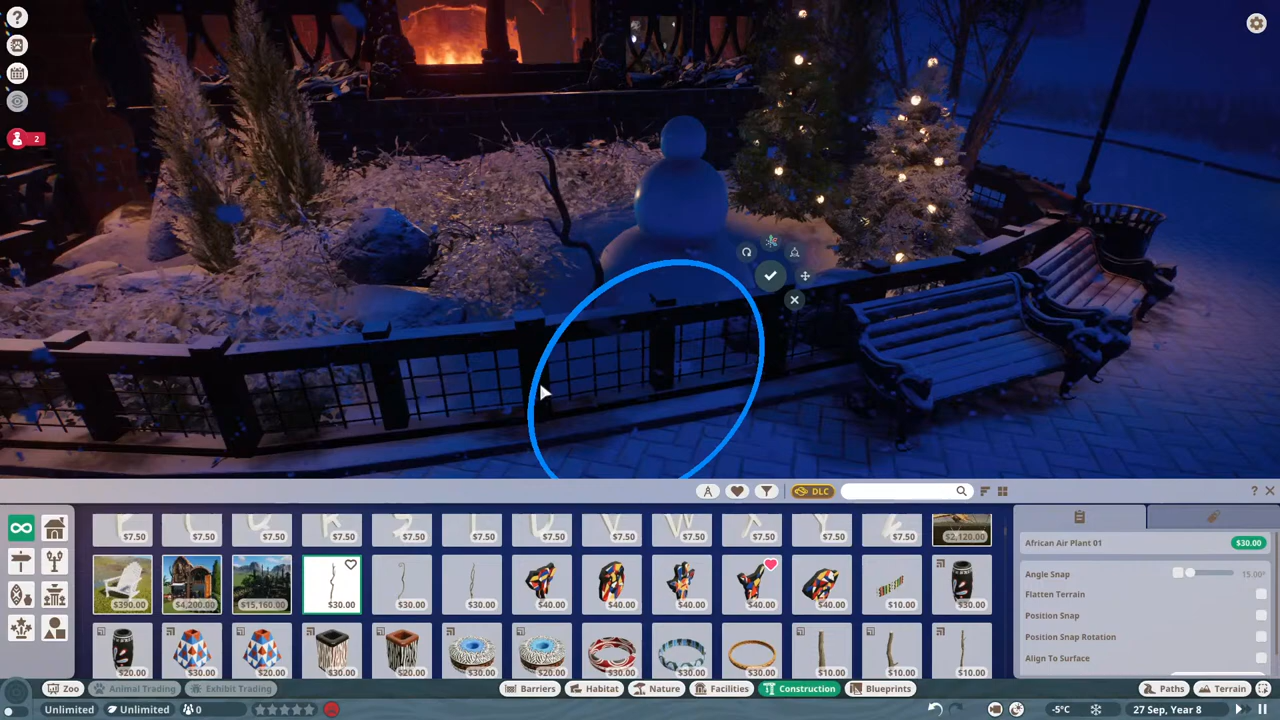 ?
2
DLC
?
$7.50 $7.50 $7.50 $7.50 $7.50 $7.50 $7.50 $7.50 $7.50 $7.50 $7.50 $7.50 $2,120.00
$390.00 $4,200.00 $15,160.00 $30.00 $30.00 $30.00 $40.00 $40.00 $40.00 $40.00 $40.00 $10.00 $30.00
$20.00 $30.00 $30.00 $30.00 $20.00 $30.00 $20.00 $30.00 $30.00 $30.00 $10.00 $10.00 $10.00
African Air Plant 01 $30.00
Angle Snap 15.00°
Flatten Terrain
Position Snap
Position Snap Rotation
Align To Surface
Zoo Animal Trading Exhibit Trading Barriers Habitat Nature Facilities Construction Blueprints Paths Terrain
Unlimited Unlimited 0 -5°C 27 Sep, Year 8